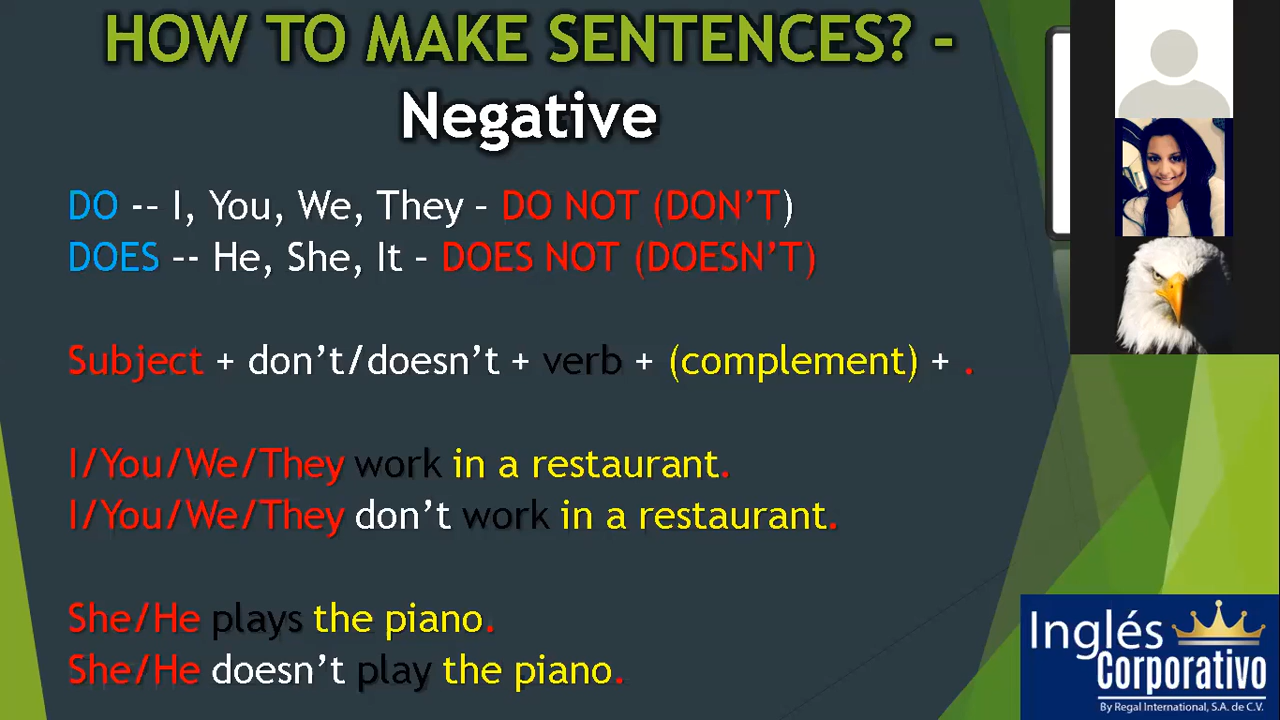 HOW TO MAKE SENTENCES? –
Negative
DO -– I, You, We, They – DO NOT (DON’T)
DOES –- He, She, It – DOES NOT (DOESN’T)
Subject + don’t/doesn’t + verb + (complement) + .
I/You/We/They work in a restaurant.
I/You/We/They don’t work in a restaurant.
She/He plays the piano.
She/He doesn’t play the piano.
Inglés
Corporativo
By Regal International, S.A. de C.V.